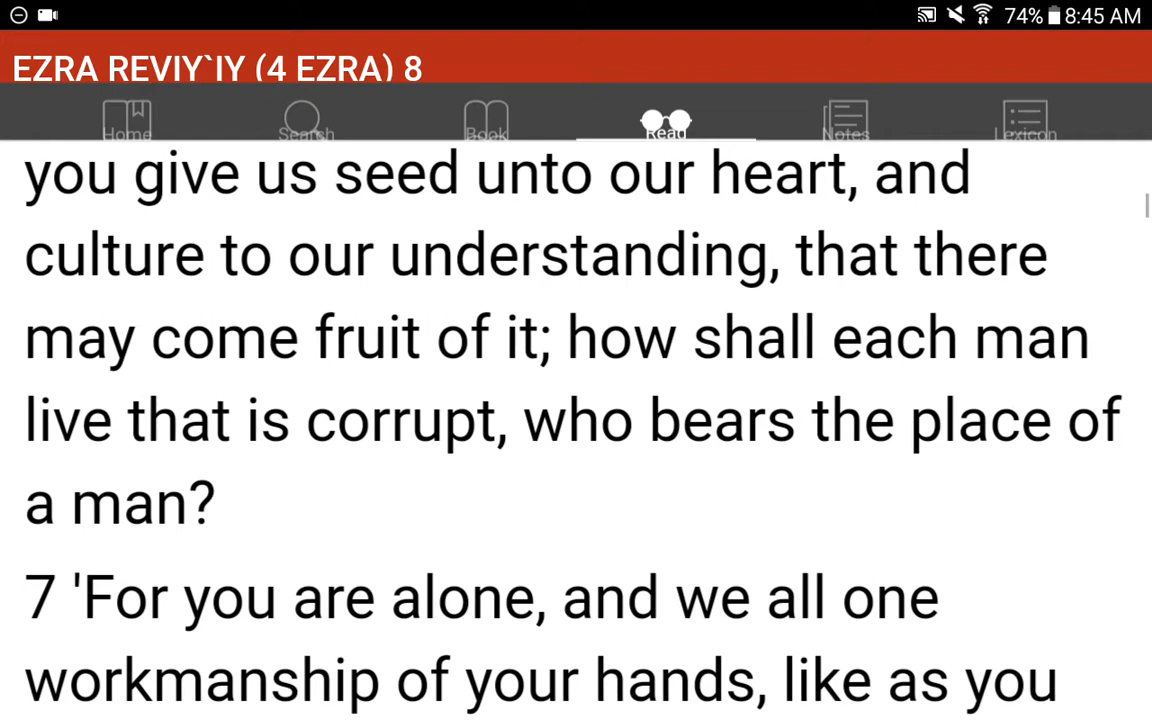 74% 8:45 AM
EZRA REVIY`IY (4 EZRA) 8
Home Search Book Read Notes Lexicon
you give us seed unto our heart, and
culture to our understanding, that there
may come fruit of it; how shall each man
live that is corrupt, who bears the place of
a man?
7 'For you are alone, and we all one
workmanship of your hands, like as you